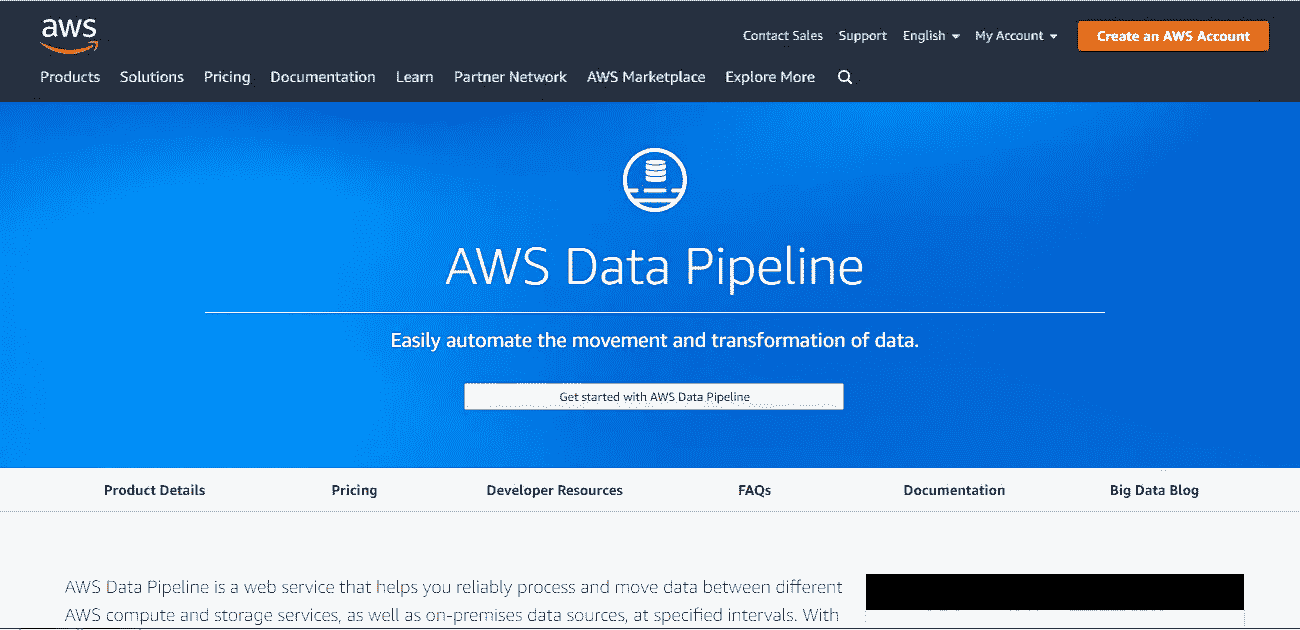 aws
Contact Sales Support English My Account Create an AWS Account
Products Solutions Pricing Documentation Learn Partner Network AWS Marketplace Explore More
AWS Data Pipeline
Easily automate the movement and transformation of data.
Get started with AWS Data Pipeline
Product Details Pricing Developer Resources FAQs Documentation Big Data Blog
AWS Data Pipeline is a web service that helps you reliably process and move data between different
AWS compute and storage services, as well as on-premises data sources, at specified intervals. With